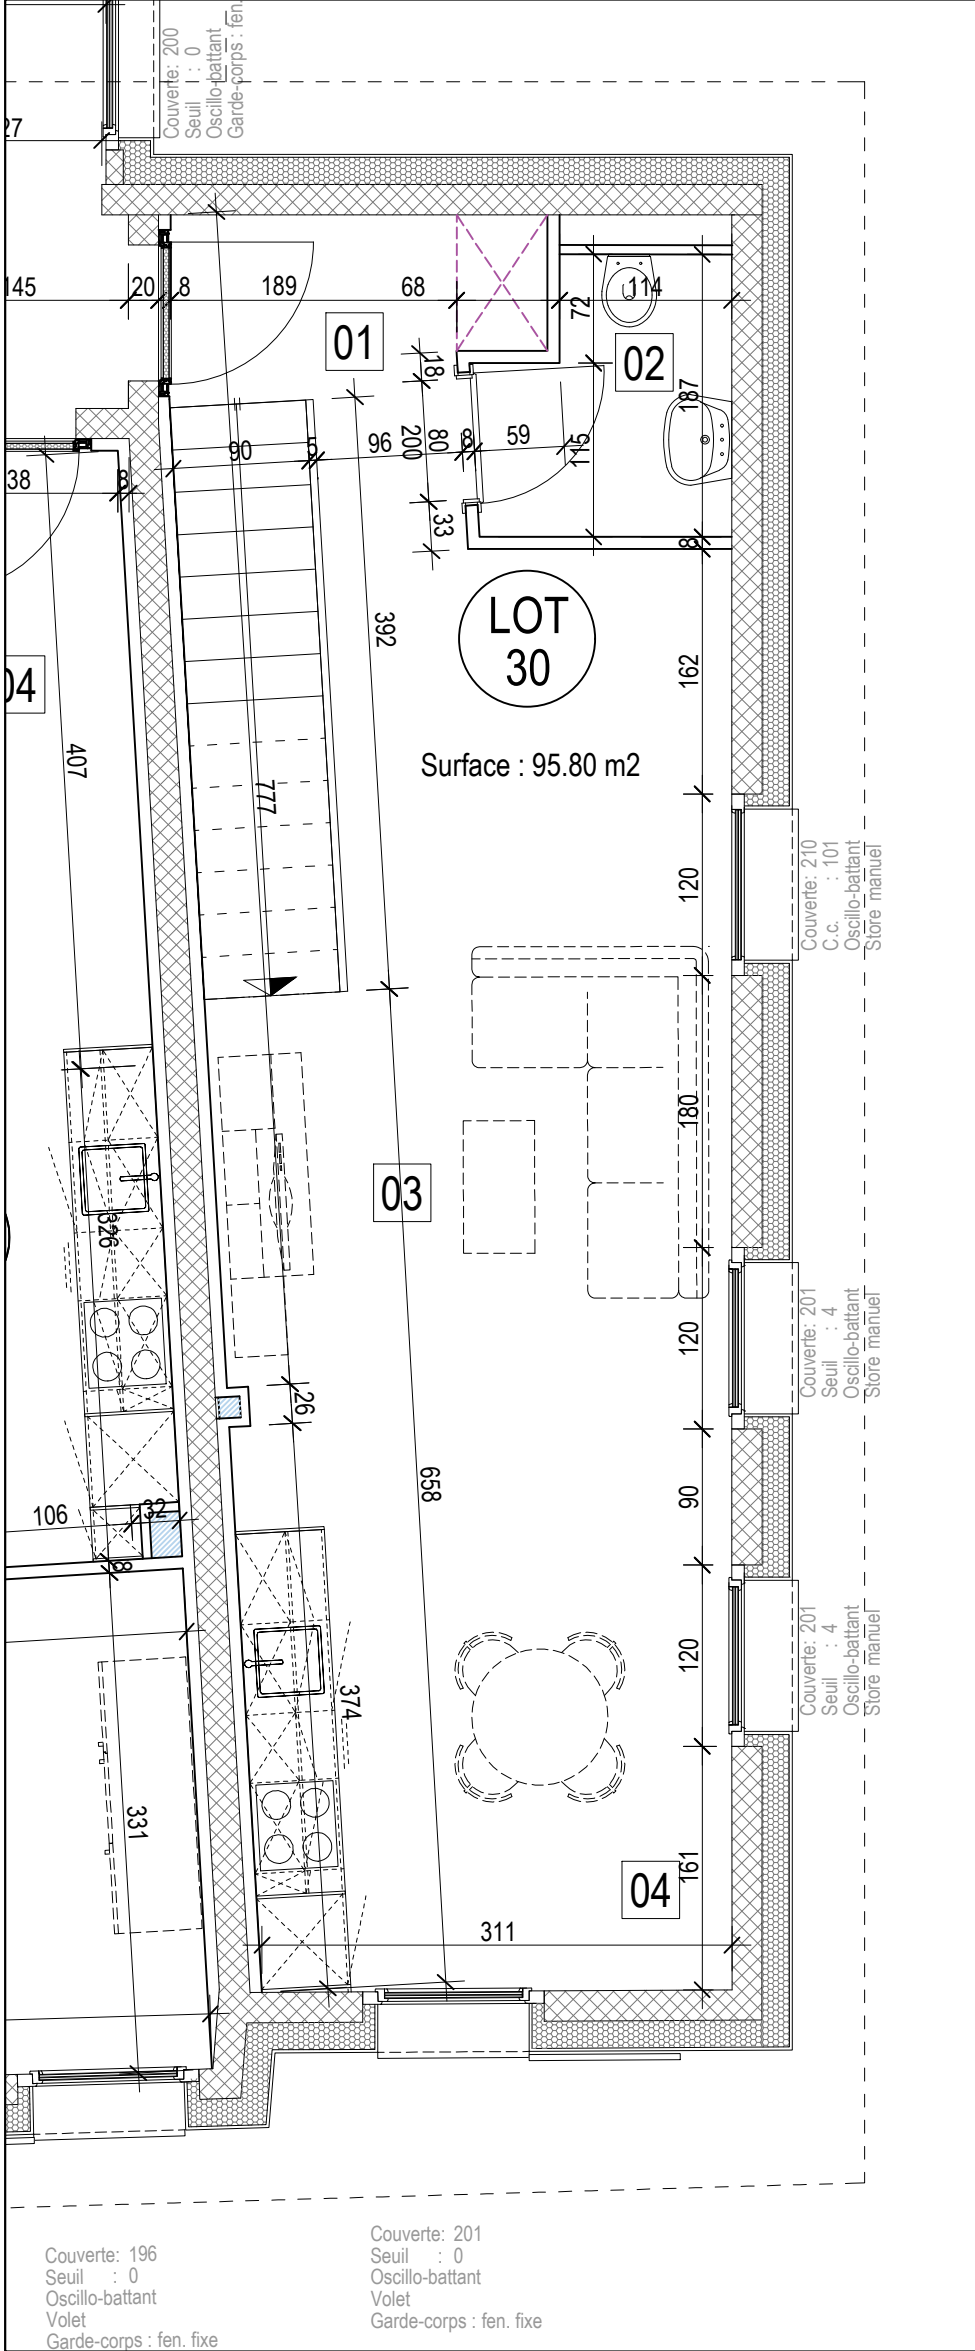 Couverte: 200
Seuil : 0
Oscillo-battant
Garde-corps : fen.
27
145
20
8
189
68
114
72
01
02
18
187
38
8
90
5
96
200
80
8
59
115
33
8
LOT
30
392
162
04
407
777
Surface : 95.80 m2
120
Couverte: 210
C.c. : 101
Oscillo-battant
Store manuel
180
03
326
120
Couverte: 201
Seuil : 4
Oscillo-battant
Store manuel
26
658
90
106
32
8
120
Couverte: 201
Seuil : 4
Oscillo-battant
Store manuel
374
331
161
04
311
Couverte: 196
Seuil : 0
Oscillo-battant
Volet
Garde-corps : fen. fixe
Couverte: 201
Seuil : 0
Oscillo-battant
Volet
Garde-corps : fen. fixe